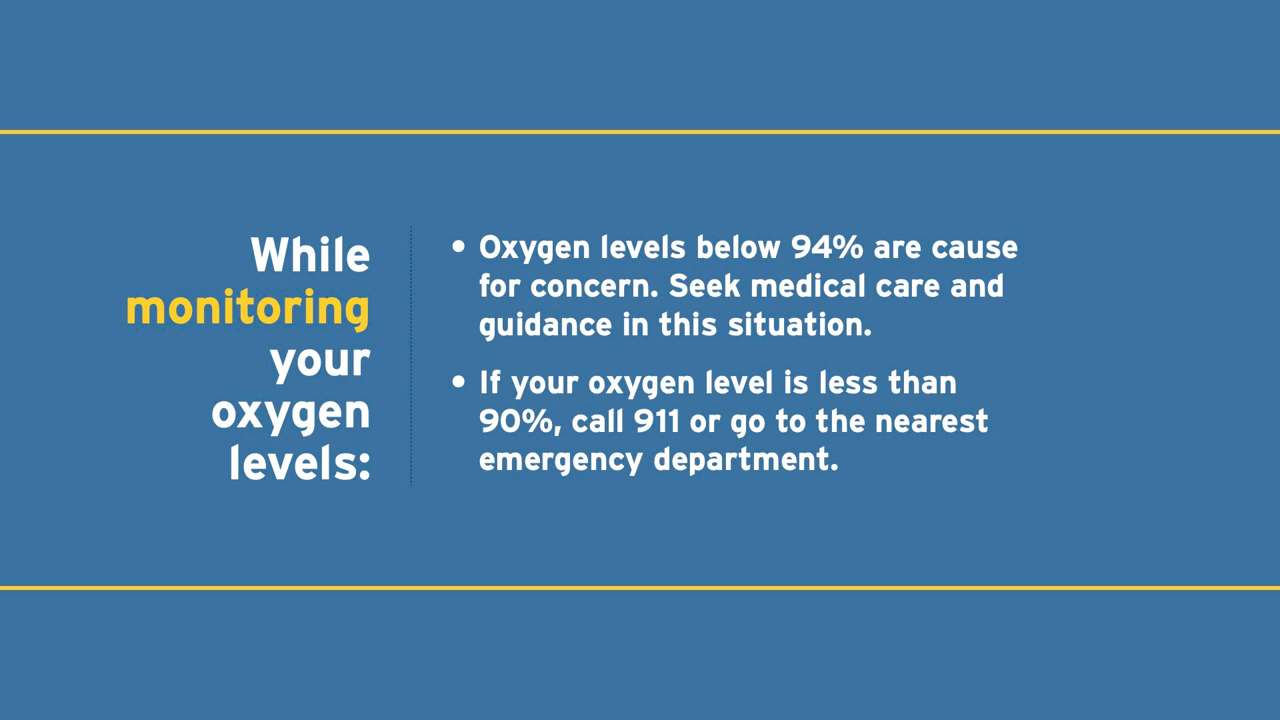 While
monitoring
your
oxygen
levels:
• Oxygen levels below 94% are cause
for concern. Seek medical care and
guidance in this situation.
• If your oxygen level is less than
90%, call 911 or go to the nearest
emergency department.